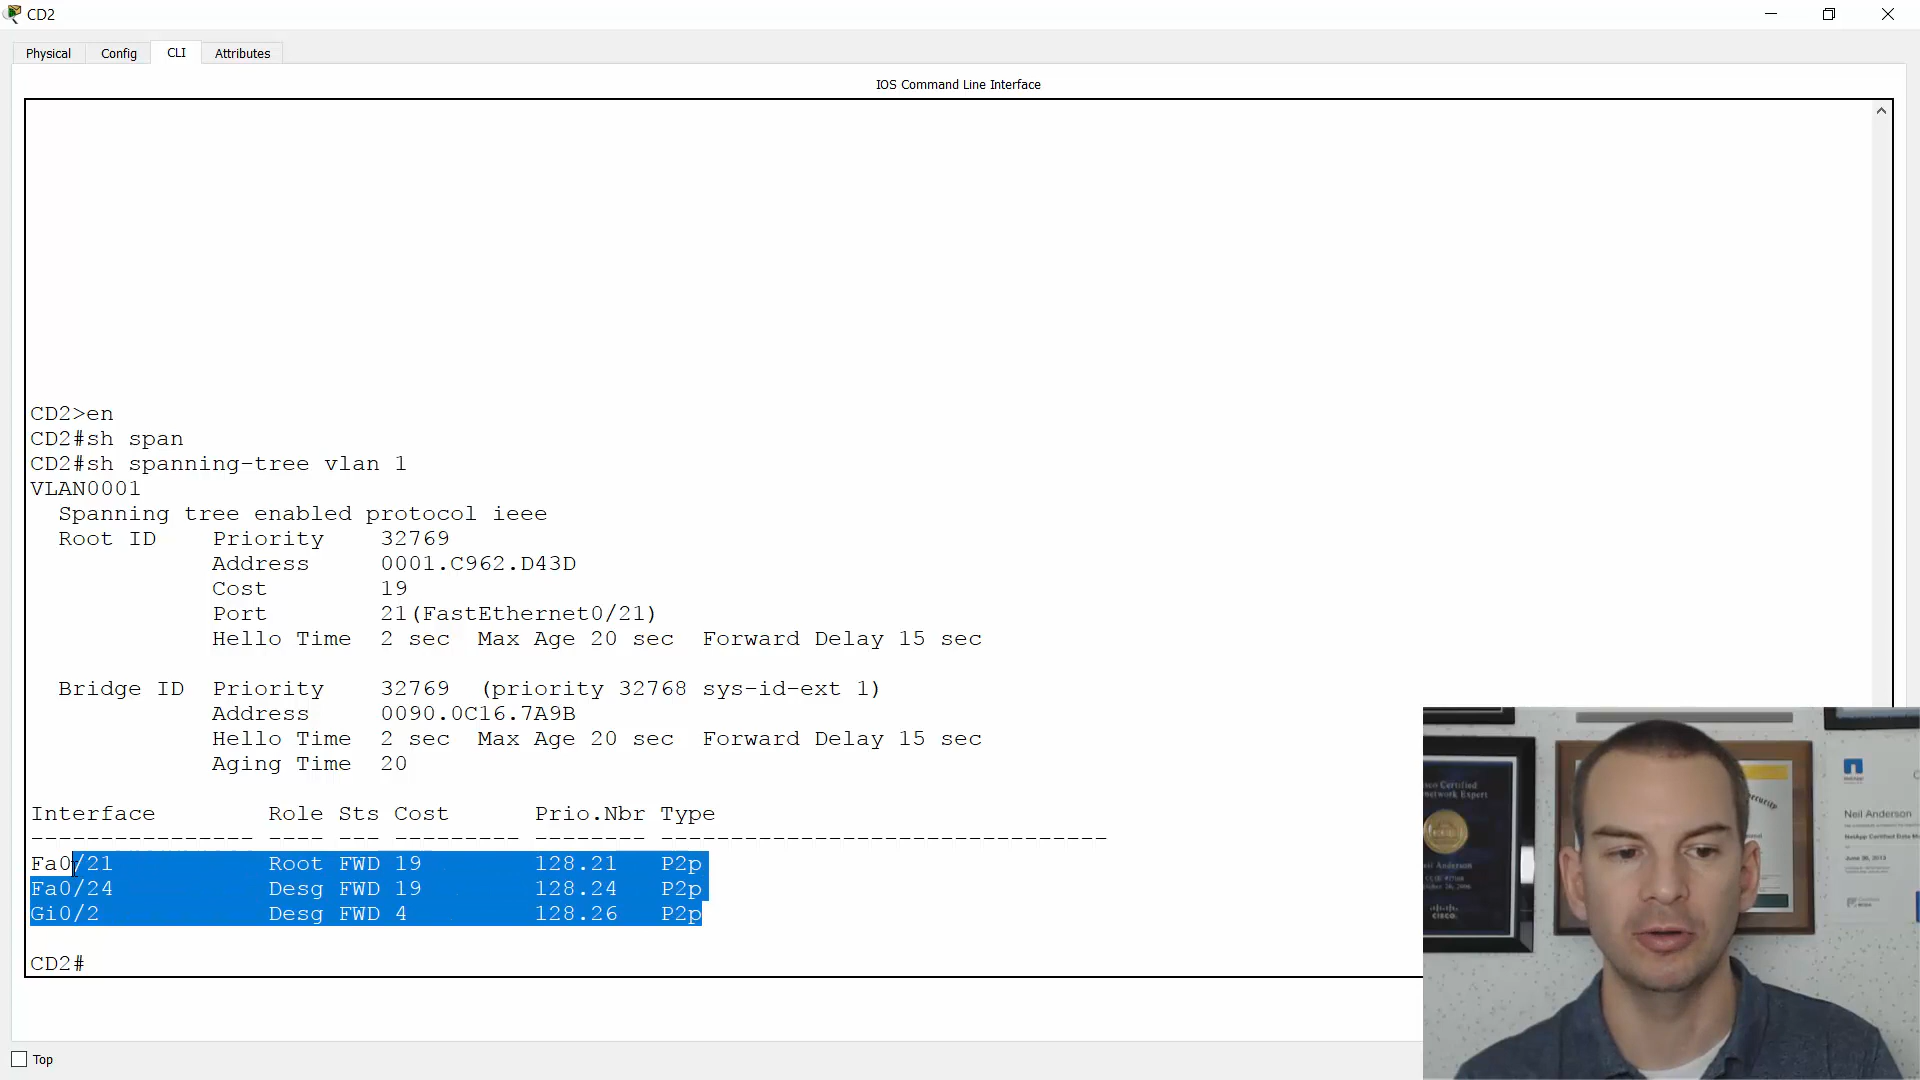 CD2
Physical Config CLI Attributes
IOS Command Line Interface
CD2>en
CD2#sh span
CD2#sh spanning-tree vlan 1
VLAN0001
Spanning tree enabled protocol ieee
Root ID Priority 32769
Address 0001.C962.D43D
Cost 19
Port 21(FastEthernet0/21)
Hello Time 2 sec Max Age 20 sec Forward Delay 15 sec
Bridge ID Priority 32769 (priority 32768 sys-id-ext 1)
Address 0090.0C16.7A9B
Hello Time 2 sec Max Age 20 sec Forward Delay 15 sec
Aging Time 20
Interface Role Sts Cost Prio.Nbr Type
---------------- ---- --- --------- -------- --------------------------------
Fa0/21 Root FWD 19 128.21 P2p
Fa0/24 Desg FWD 19 128.24 P2p
Gi0/2 Desg FWD 4 128.26 P2p
CD2#
Top
Neil Anderson
CISCO